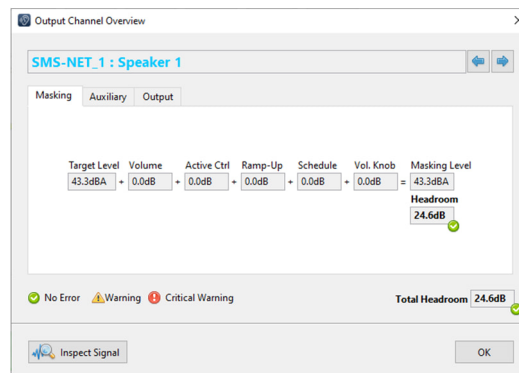 Output Channel Overview
SMS-NET_1 : Speaker 1
Masking Auxiliary Output
Target Level Volume Active Ctrl Ramp-Up Schedule Vol. Knob Masking Level
43.3dBA + 0.0dB + 0.0dB + 0.0dB + 0.0dB + 0.0dB = 43.3dBA
Headroom
24.6dB
No Error Warning Critical Warning Total Headroom 24.6dB
Inspect Signal OK